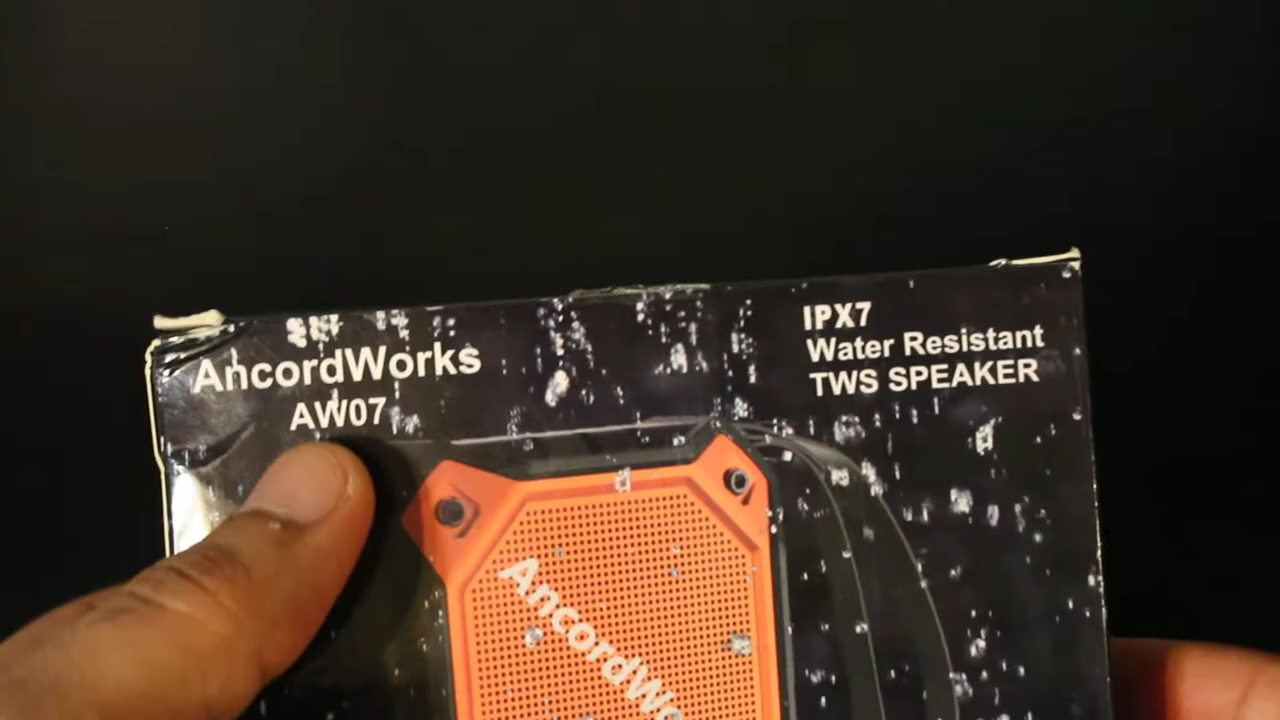 AncordWorks
AW07
IPX7
Water Resistant
TWS SPEAKER
AncordWo